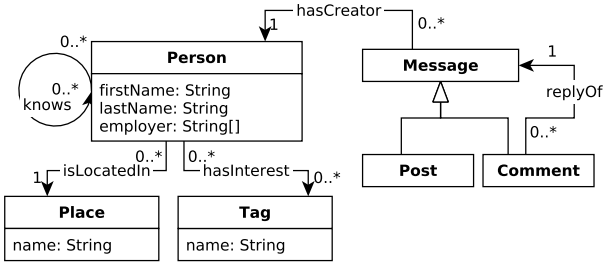 hasCreator
1
0..*
0..*
Person
firstName: String
lastName: String
employer: String[]
0..*
knows
Message
1
replyOf
0..*
Post
Comment
0..*
isLocatedIn
1
0..*
hasInterest
0..*
Place
name: String
Tag
name: String